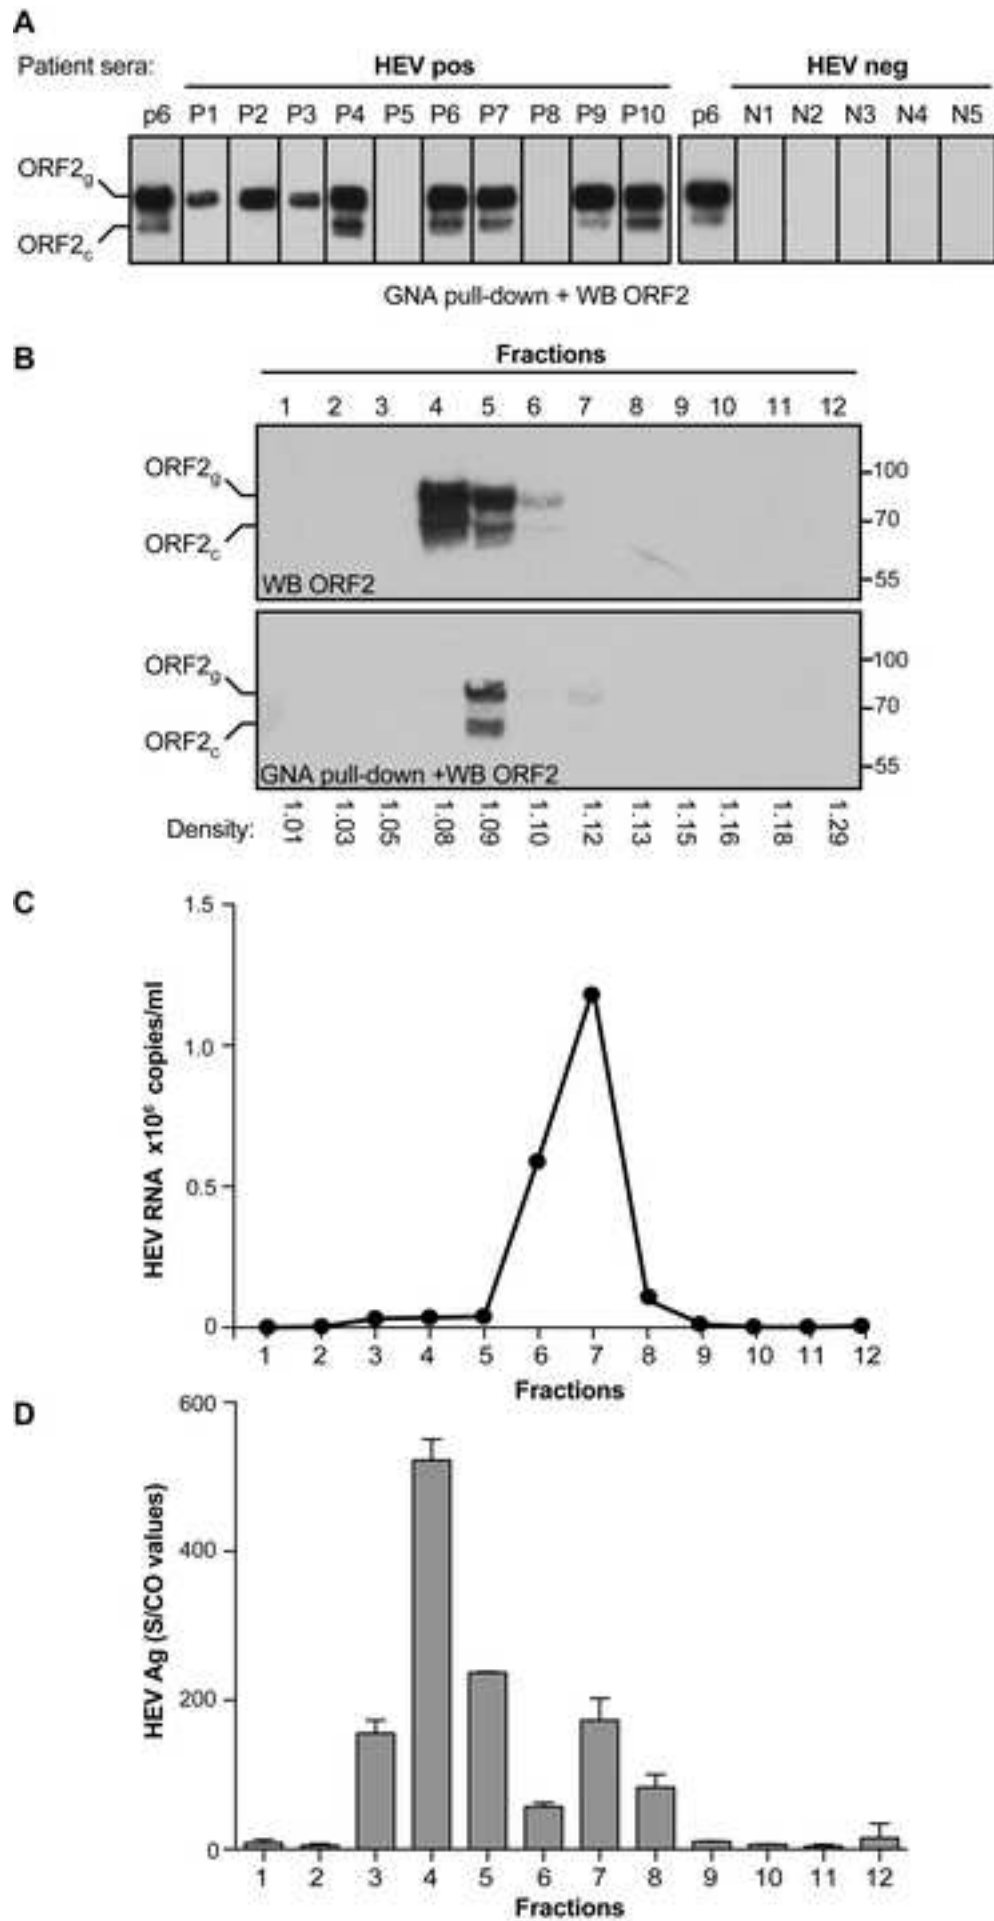 A
Patient sera: HEV pos HEV neg
p6 P1 P2 P3 P4 P5 P6 P7 P8 P9 P10 p6 N1 N2 N3 N4 N5
ORF2g
ORF2c
GNA pull-down + WB ORF2
B
Fractions
1 2 3 4 5 6 7 8 9 10 11 12
ORF2g
ORF2c
WB ORF2
100
70
55
ORF2g
ORF2c
GNA pull-down +WB ORF2
100
70
55
Density: 1.01 1.03 1.05 1.08 1.09 1.10 1.12 1.13 1.15 1.16 1.18 1.29
C
HEV RNA x10⁶ copies/ml
1.5
1.0
0.5
0
1 2 3 4 5 6 7 8 9 10 11 12
Fractions
D
HEV Ag (S/CO values)
600
400
200
0
1 2 3 4 5 6 7 8 9 10 11 12
Fractions